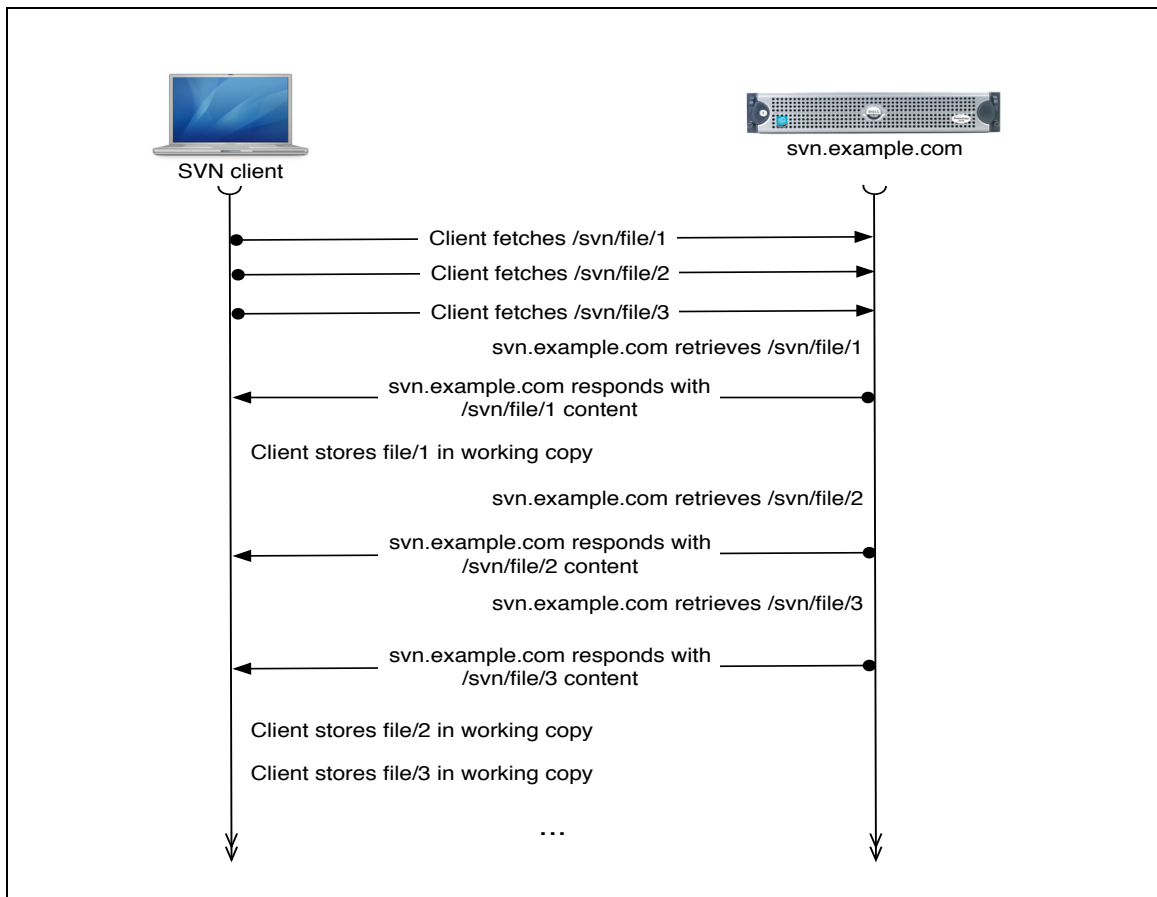 SVN client
svn.example.com
Client fetches /svn/file/1
Client fetches /svn/file/2
Client fetches /svn/file/3
svn.example.com retrieves /svn/file/1
svn.example.com responds with
/svn/file/1 content
Client stores file/1 in working copy
svn.example.com retrieves /svn/file/2
svn.example.com responds with
/svn/file/2 content
svn.example.com retrieves /svn/file/3
svn.example.com responds with
/svn/file/3 content
Client stores file/2 in working copy
Client stores file/3 in working copy
...